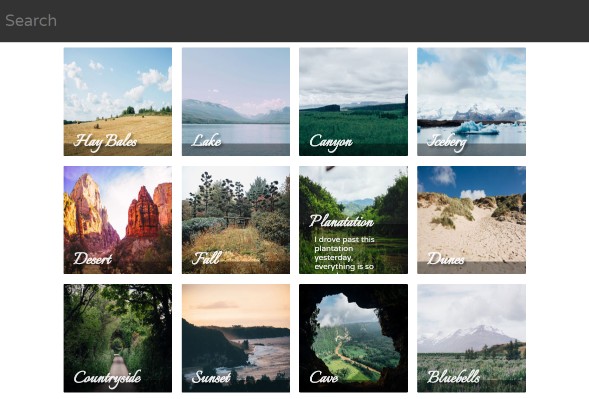 Search
Hay Bales
Lake
Canyon
Iceberg
Desert
Fall
Planatation
I drove past this
plantation
yesterday,
everything is so
Dunes
Countryside
Sunset
Cave
Bluebells